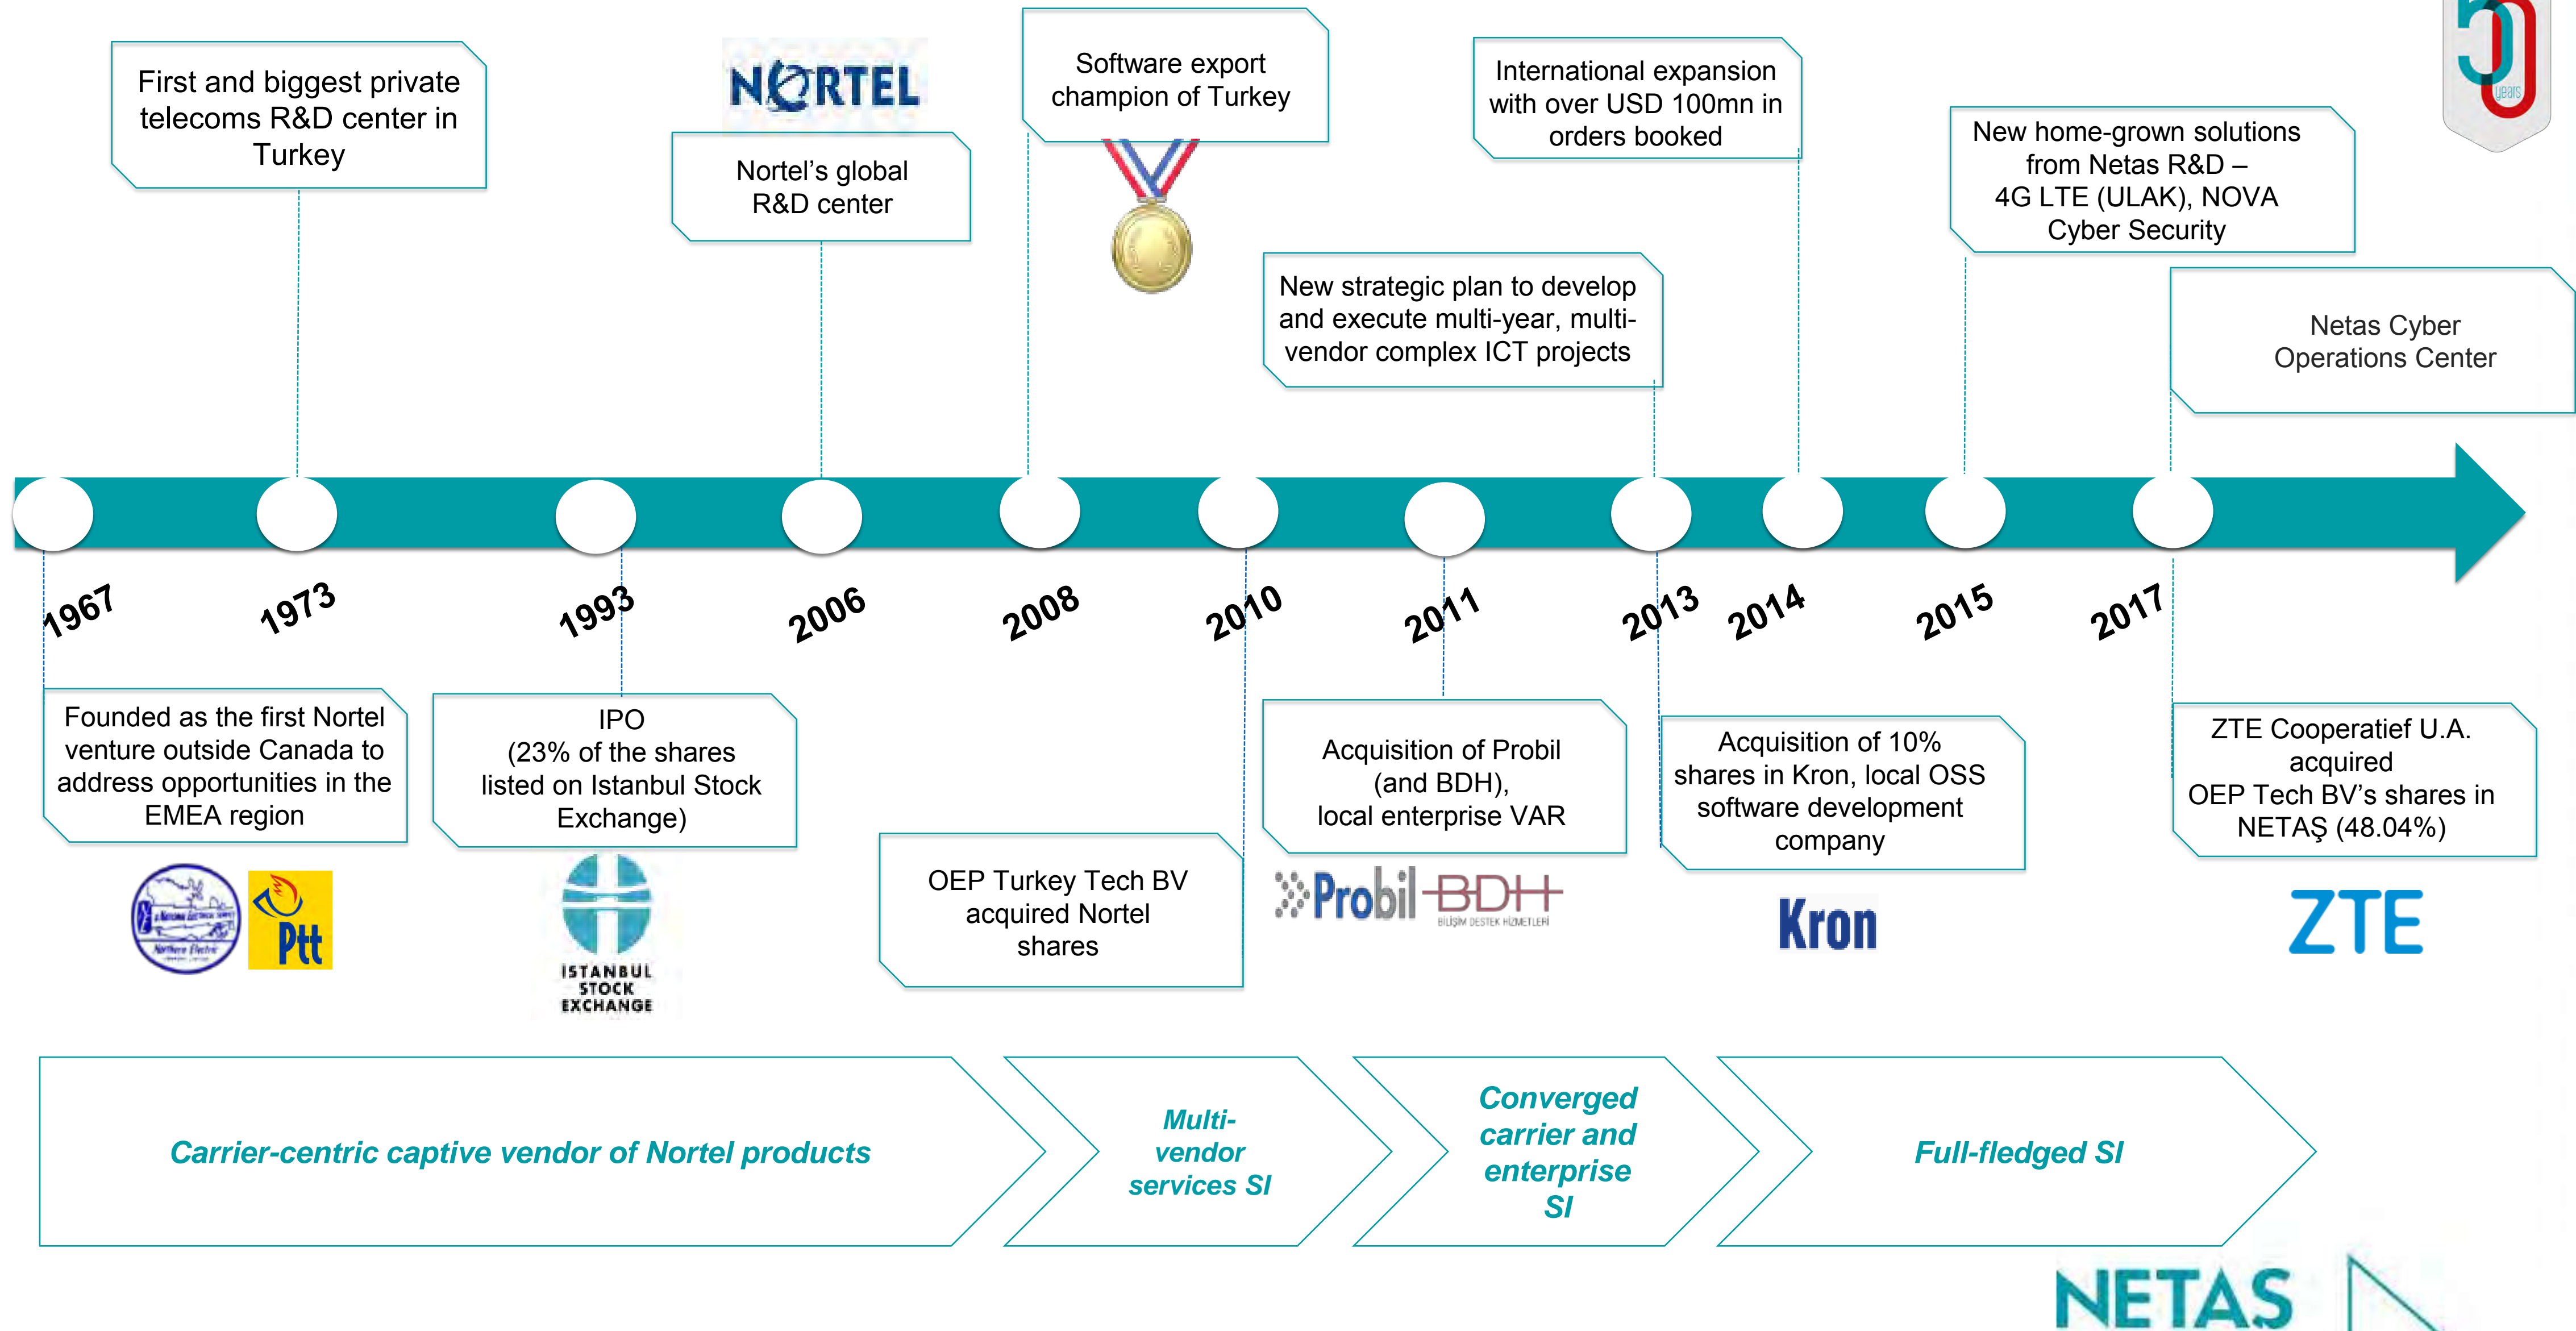 50
years
First and biggest private
telecoms R&D center in
Turkey
NORTEL
Nortel's global
R&D center
Software export
champion of Turkey
International expansion
with over USD 100mn in
orders booked
New strategic plan to develop
and execute multi-year, multi-
vendor complex ICT projects
New home-grown solutions
from Netas R&D –
4G LTE (ULAK), NOVA
Cyber Security
Netas Cyber
Operations Center
1967
1973
1993
2006
2008
2010
2011
2013
2014
2015
2017
Founded as the first Nortel
venture outside Canada to
address opportunities in the
EMEA region
Northern Electric
Ptt
IPO
(23% of the shares
listed on Istanbul Stock
Exchange)
ISTANBUL
STOCK
EXCHANGE
OEP Turkey Tech BV
acquired Nortel
shares
Acquisition of Probil
(and BDH),
local enterprise VAR
Probil
BDH
BİLİŞİM DESTEK HİZMETLERİ
Acquisition of 10%
shares in Kron, local OSS
software development
company
Kron
ZTE Cooperatief U.A.
acquired
OEP Tech BV's shares in
NETAŞ (48.04%)
ZTE
Carrier-centric captive vendor of Nortel products
Multi-
vendor
services SI
Converged
carrier and
enterprise
SI
Full-fledged SI
NETAS